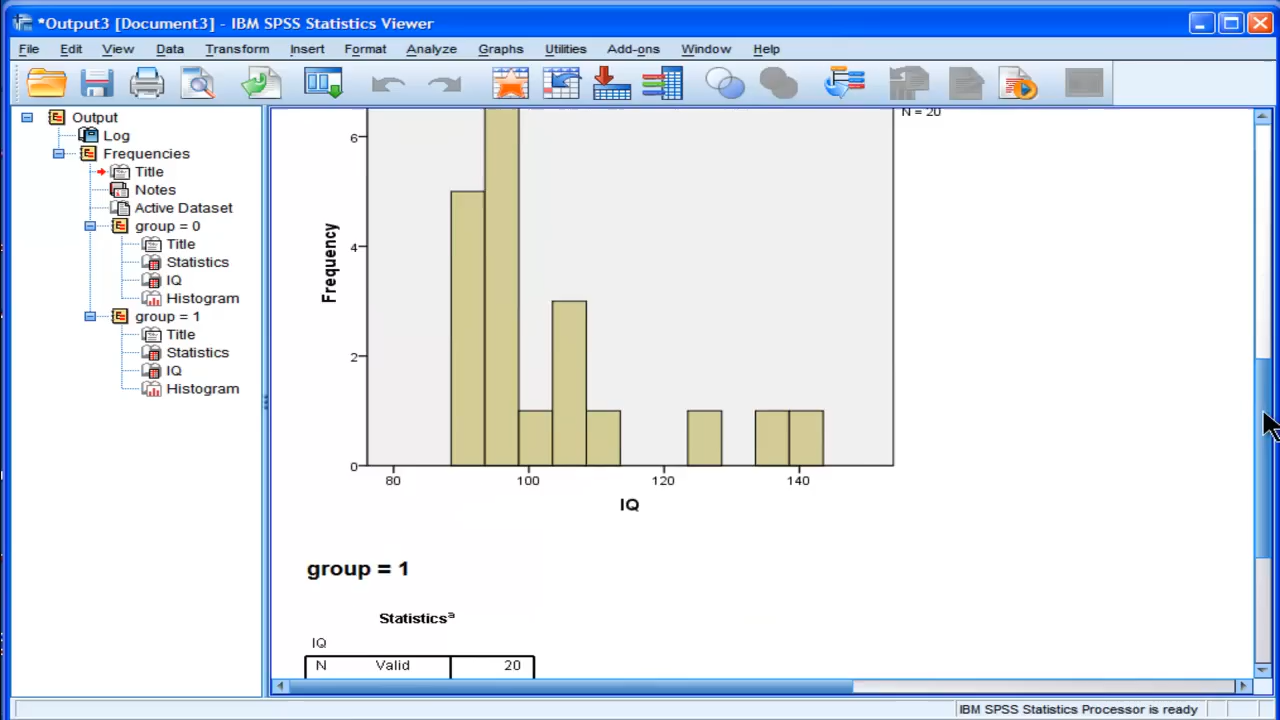 *Output3 [Document3] - IBM SPSS Statistics Viewer
File Edit View Data Transform Insert Format Analyze Graphs Utilities Add-ons Window Help
Output
Log
Frequencies
Title
Notes
Active Dataset
group = 0
Title
Statistics
IQ
Histogram
group = 1
Title
Statistics
IQ
Histogram
N = 20
6
4
2
0
Frequency
80 100 120 140
IQ
group = 1
Statisticsᵃ
IQ
N Valid 20
IBM SPSS Statistics Processor is ready